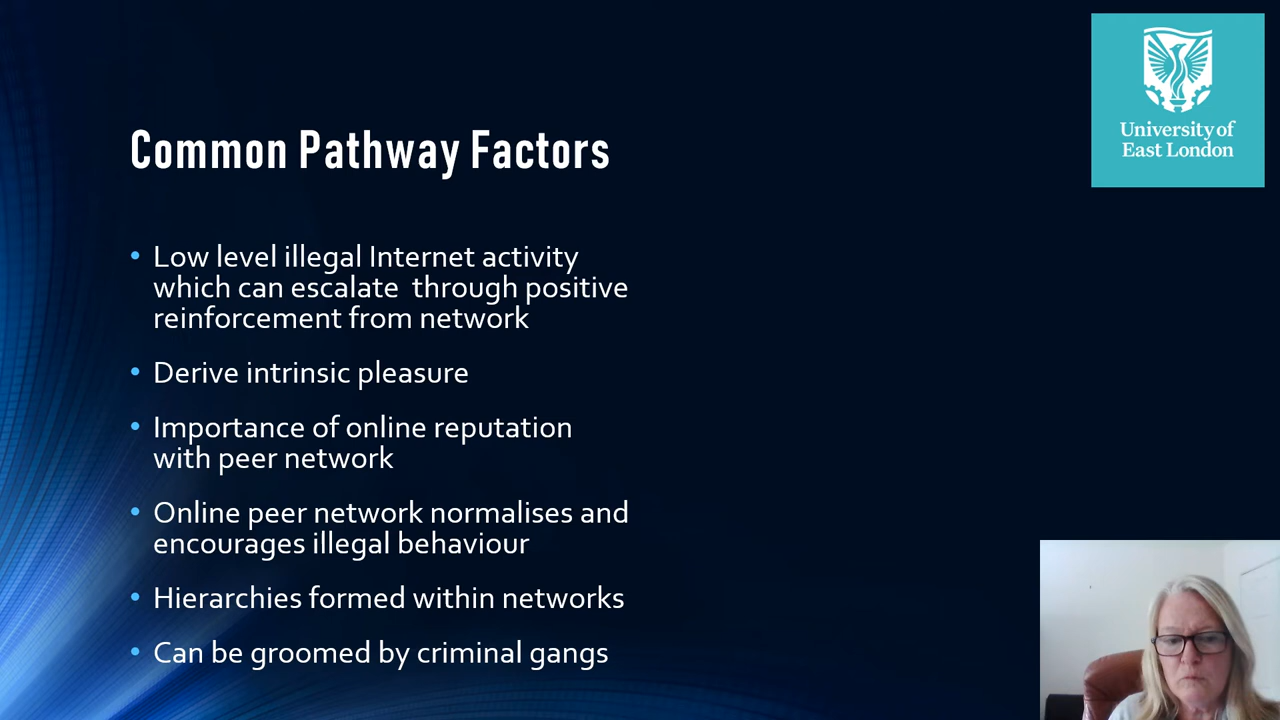 University of
East London
Common Pathway Factors
• Low level illegal Internet activity
which can escalate  through positive
reinforcement from network
• Derive intrinsic pleasure
• Importance of online reputation
with peer network
• Online peer network normalises and
encourages illegal behaviour
• Hierarchies formed within networks
• Can be groomed by criminal gangs